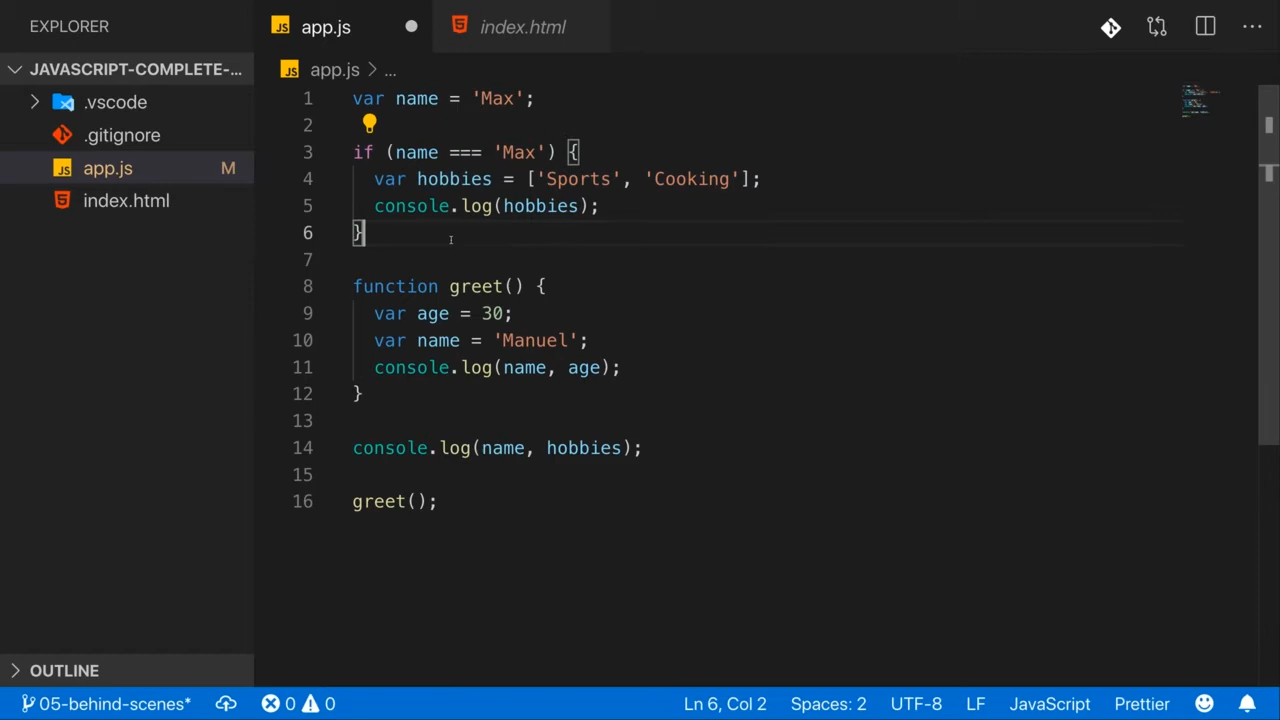 EXPLORER
JS app.js
index.html
JAVASCRIPT-COMPLETE-...
.vscode
.gitignore
JS app.js M
index.html
JS app.js > ...
1 var name = 'Max';
2
3 if (name === 'Max') {
4 var hobbies = ['Sports', 'Cooking'];
5 console.log(hobbies);
6 }
7
8 function greet() {
9 var age = 30;
10 var name = 'Manuel';
11 console.log(name, age);
12 }
13
14 console.log(name, hobbies);
15
16 greet();
OUTLINE
05-behind-scenes* 0 0 Ln 6, Col 2 Spaces: 2 UTF-8 LF JavaScript Prettier